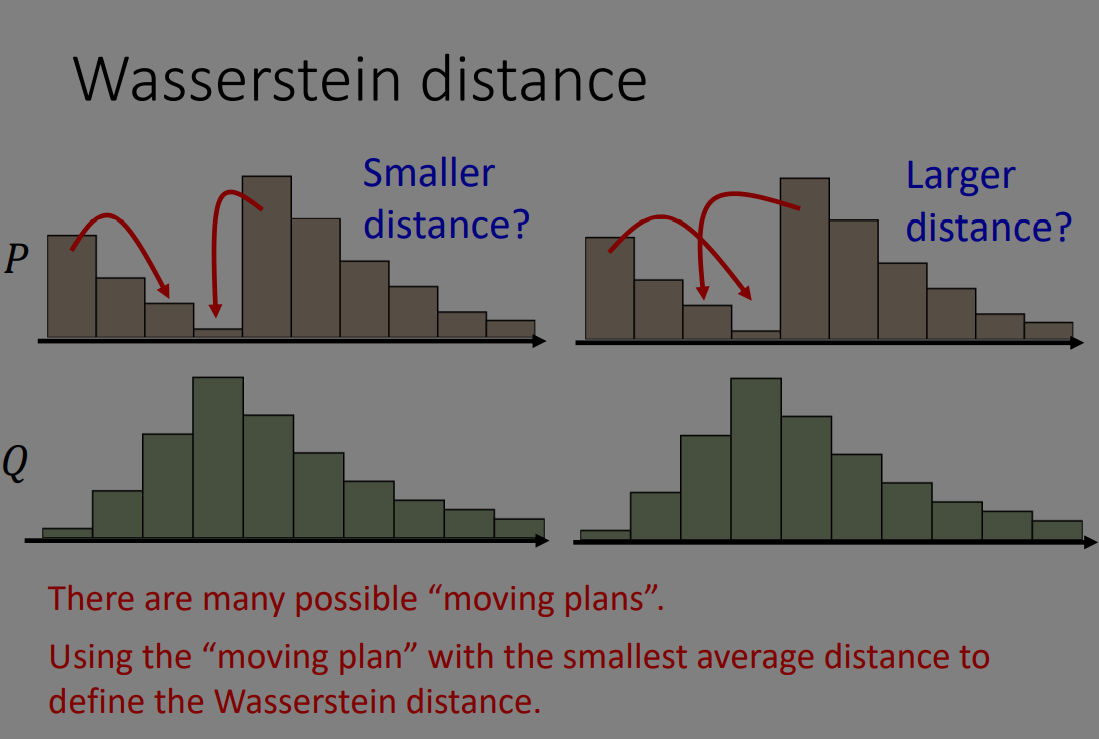 Wasserstein distance
Smaller
distance?
Larger
distance?
P
Q
There are many possible “moving plans”.
Using the “moving plan” with the smallest average distance to
define the Wasserstein distance.